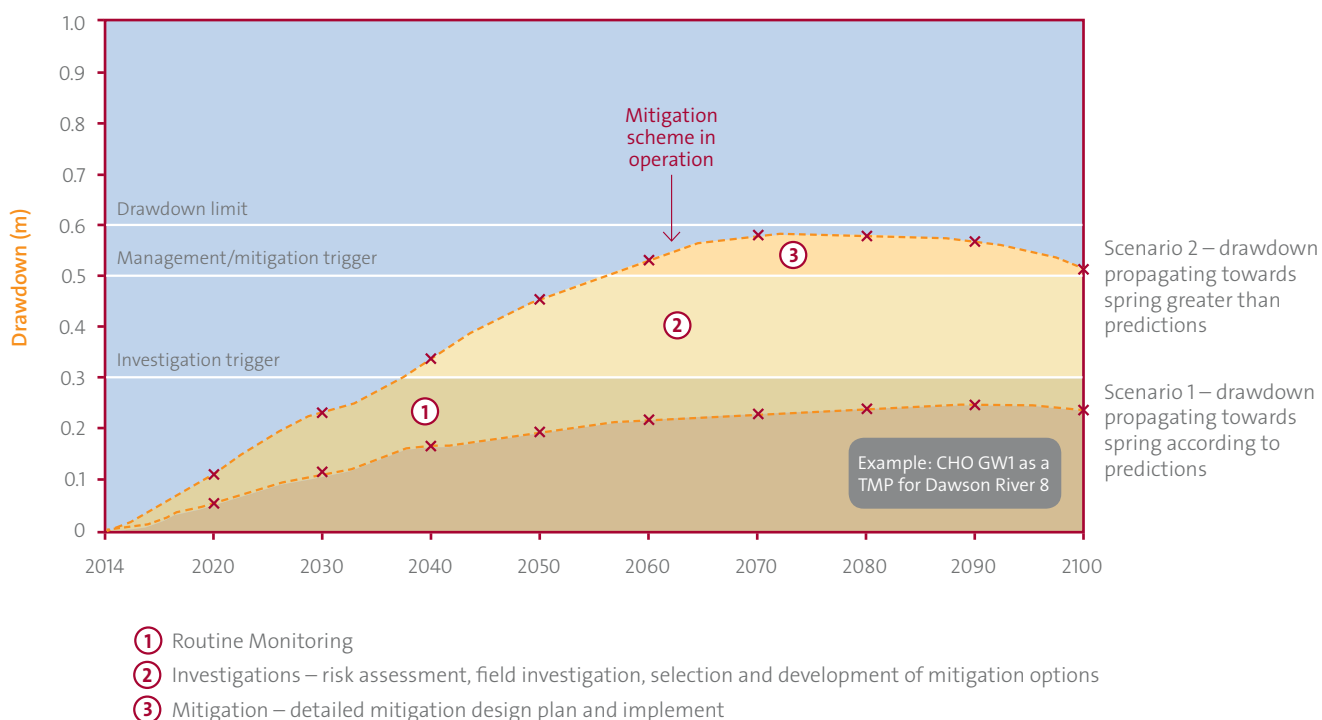 1.0
0.9
0.8
0.7
0.6
0.5
0.4
0.3
0.2
0.1
0
Drawdown (m)
Drawdown limit
Management/mitigation trigger
Investigation trigger
Mitigation
scheme in
operation
1
2
3
Example: CHO GW1 as a
TMP for Dawson River 8
Scenario 2 – drawdown
propagating towards
spring greater than
predictions
Scenario 1 – drawdown
propagating towards
spring according to
predictions
2014 2020 2030 2040 2050 2060 2070 2080 2090 2100
1 Routine Monitoring
2 Investigations – risk assessment, field investigation, selection and development of mitigation options
3 Mitigation – detailed mitigation design plan and implement